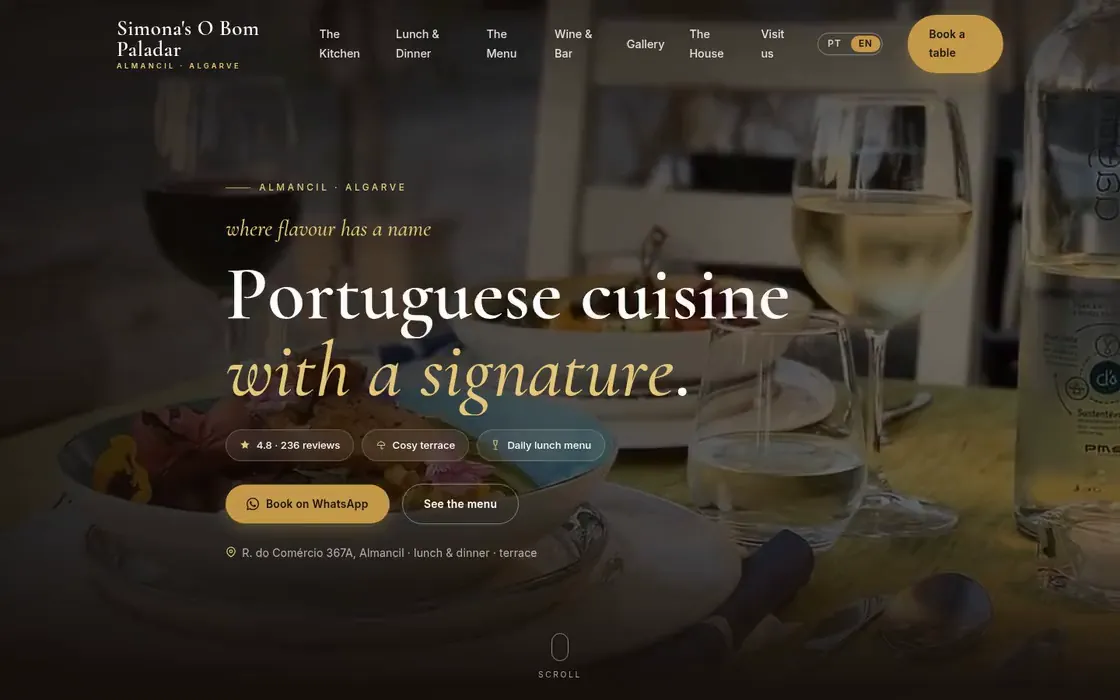 Simona's O Bom
Paladar
ALMANCIL · ALGARVE
The
Kitchen
Lunch &
Dinner
The
Menu
Wine &
Bar
Gallery
The
House
Visit
us
PT EN
Book a
table
ALMANCIL · ALGARVE
where flavour has a name
Portuguese cuisine
with a signature.
4.8 · 236 reviews
Cosy terrace
Daily lunch menu
Book on WhatsApp
See the menu
R. do Comércio 367A, Almancil · lunch & dinner · terrace
SCROLL